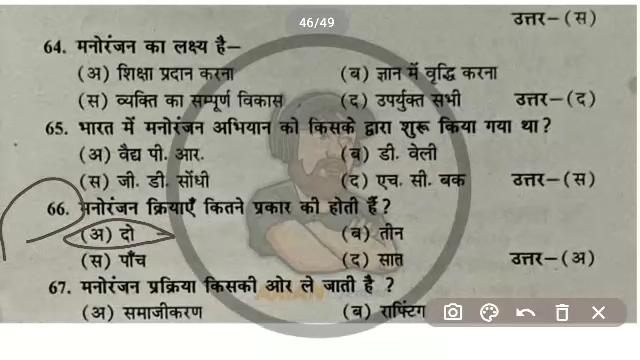 46/49
उत्तर-(स)
64. मनोरंजन का लक्ष्य है—
(अ) शिक्षा प्रदान करना (ब) ज्ञान में वृद्धि करना
(स) व्यक्ति का सम्पूर्ण विकास (द) उपर्युक्त सभी उत्तर-(द)
65. भारत में मनोरंजन अभियान को किसके द्वारा शुरू किया गया था?
(अ) वैद्य पी. आर. (ब) डी. वेली
(स) जी. डी. सोंधी (द) एच. सी. बक उत्तर-(स)
66. मनोरंजन क्रियाएँ कितने प्रकार की होती हैं?
(अ) दो (ब) तीन
(स) पाँच (द) सात उत्तर-(अ)
67. मनोरंजन प्रक्रिया किसकी ओर ले जाती है ?
(अ) समाजीकरण (ब) राफ्टिंग